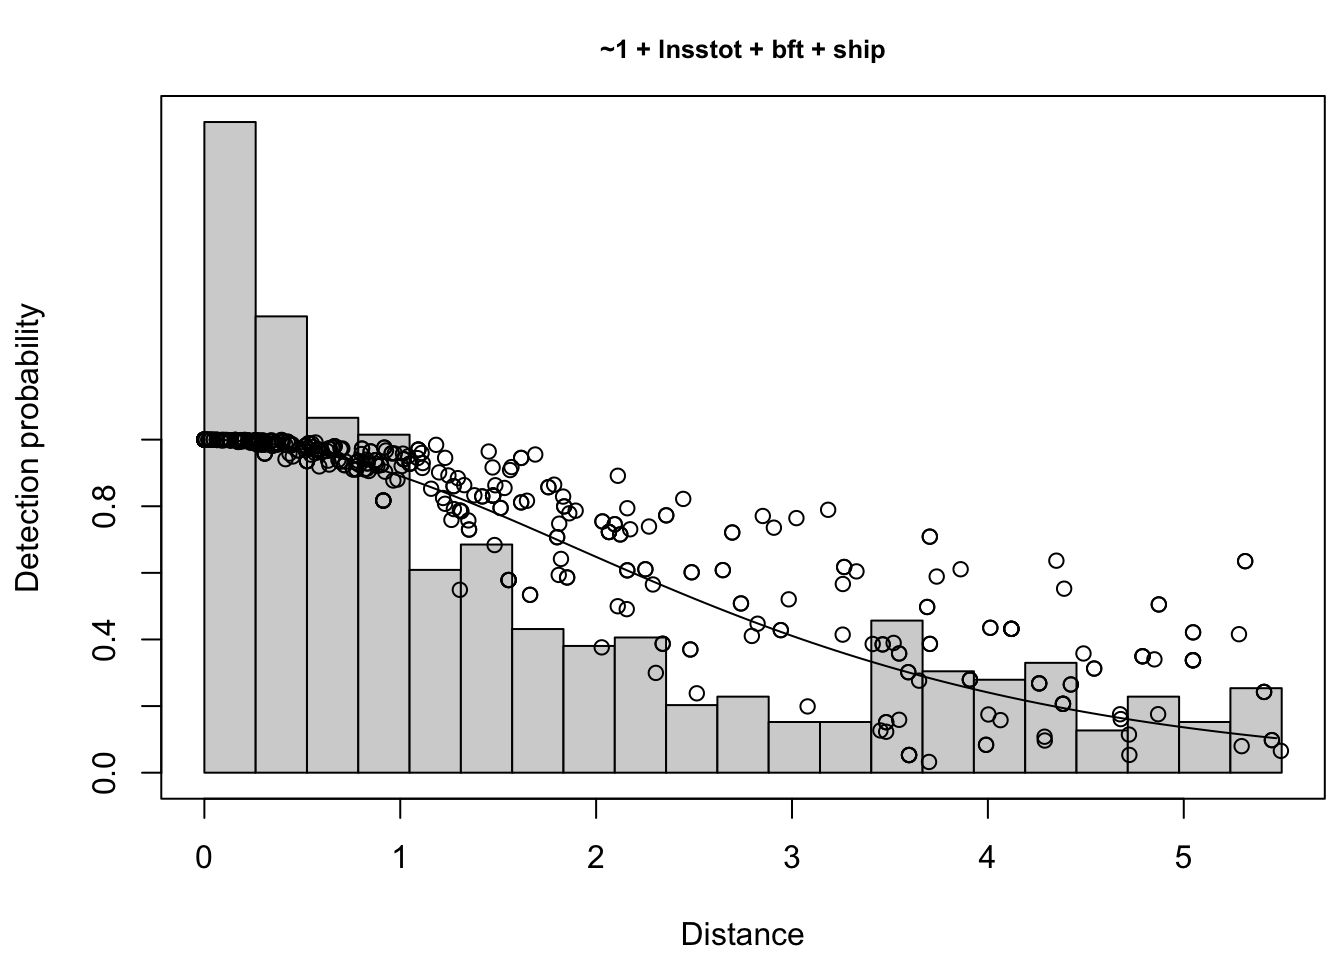 ~1 + lnsstot + bft + ship
Detection probability
0.8
0.4
0.0
0 1 2 3 4 5
Distance